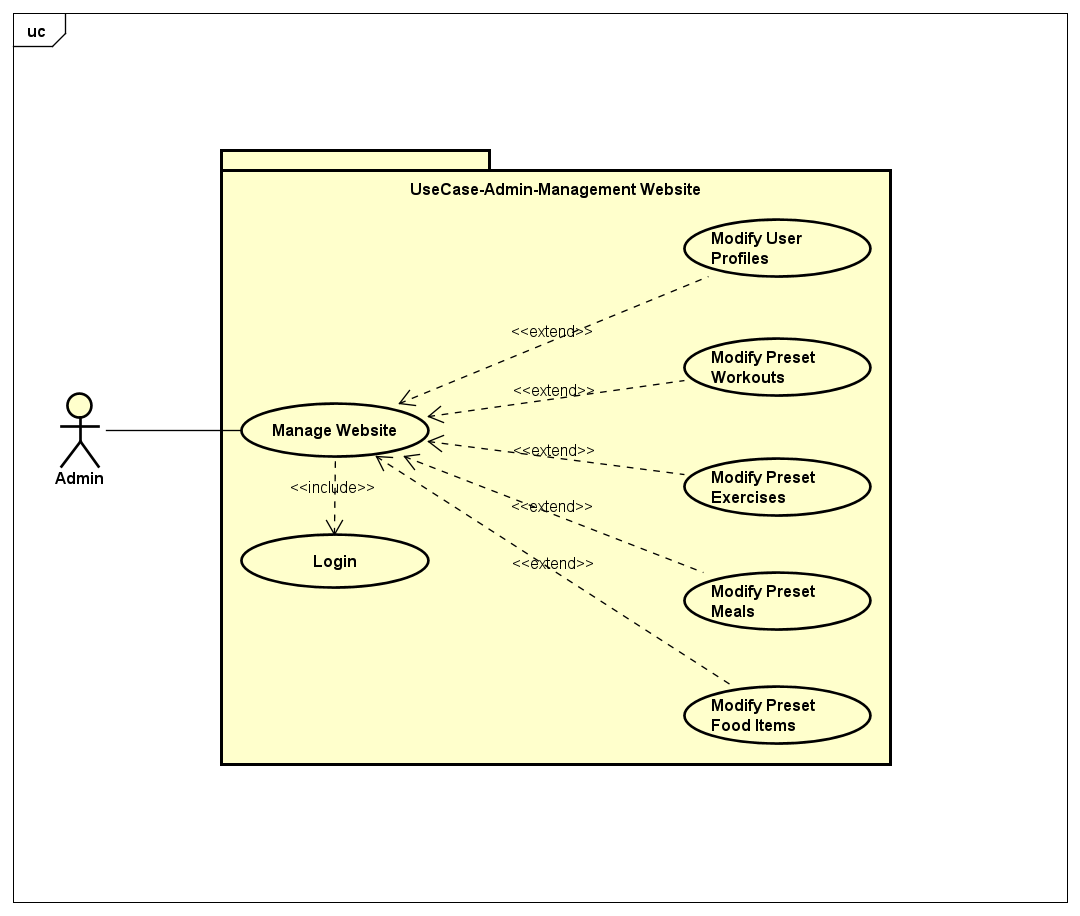 uc
UseCase-Admin-Management Website
Modify User
Profiles
<<extend>>
Modify Preset
Workouts
<<extend>>
Manage Website
Admin
<<extend>>
Modify Preset
Exercises
<<include>>
<<extend>>
Login
<<extend>>
Modify Preset
Meals
Modify Preset
Food Items